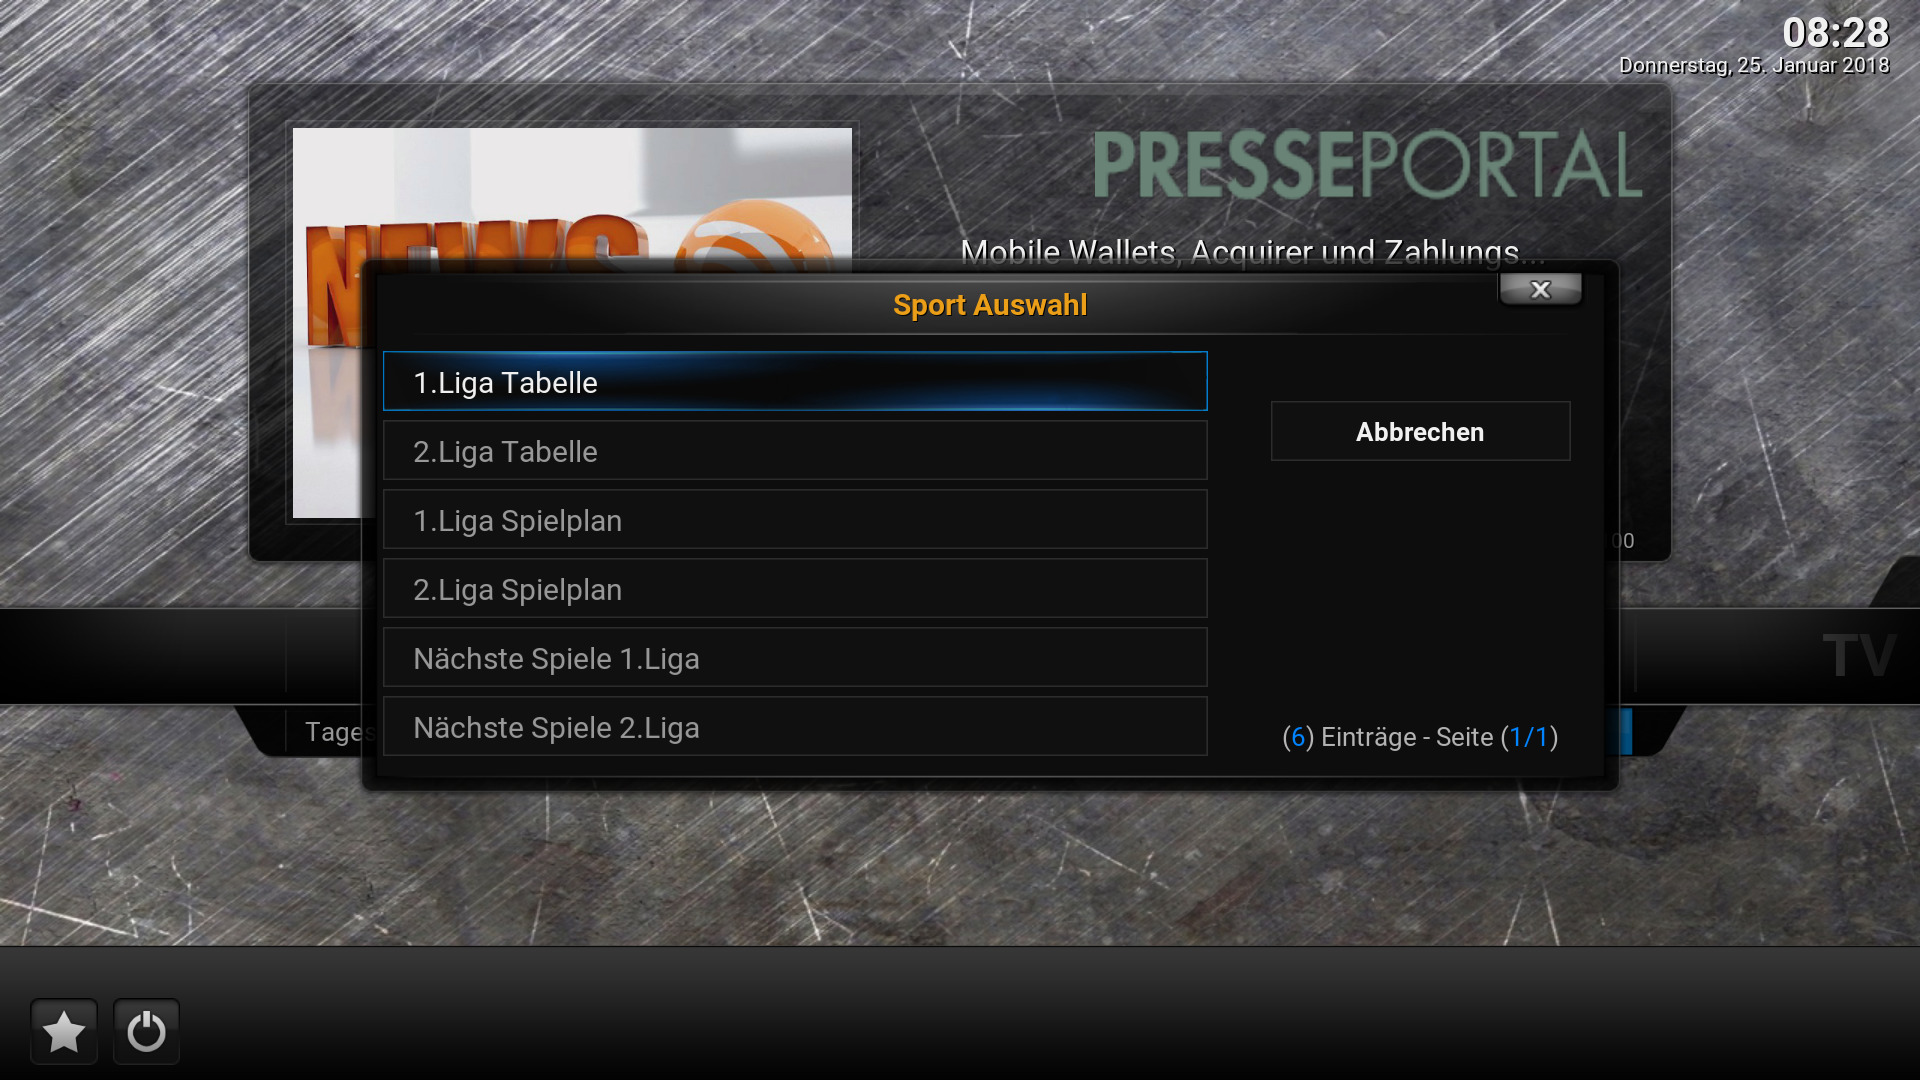 08:28
Donnerstag, 25. Januar 2018
PRESSEPORTAL
NEWS
Mobile Wallets, Acquirer und Zahlungs...
Sport Auswahl
x
1.Liga Tabelle
2.Liga Tabelle
1.Liga Spielplan
2.Liga Spielplan
Nächste Spiele 1.Liga
Nächste Spiele 2.Liga
Abbrechen
(6) Einträge - Seite (1/1)
00
TV
Tages